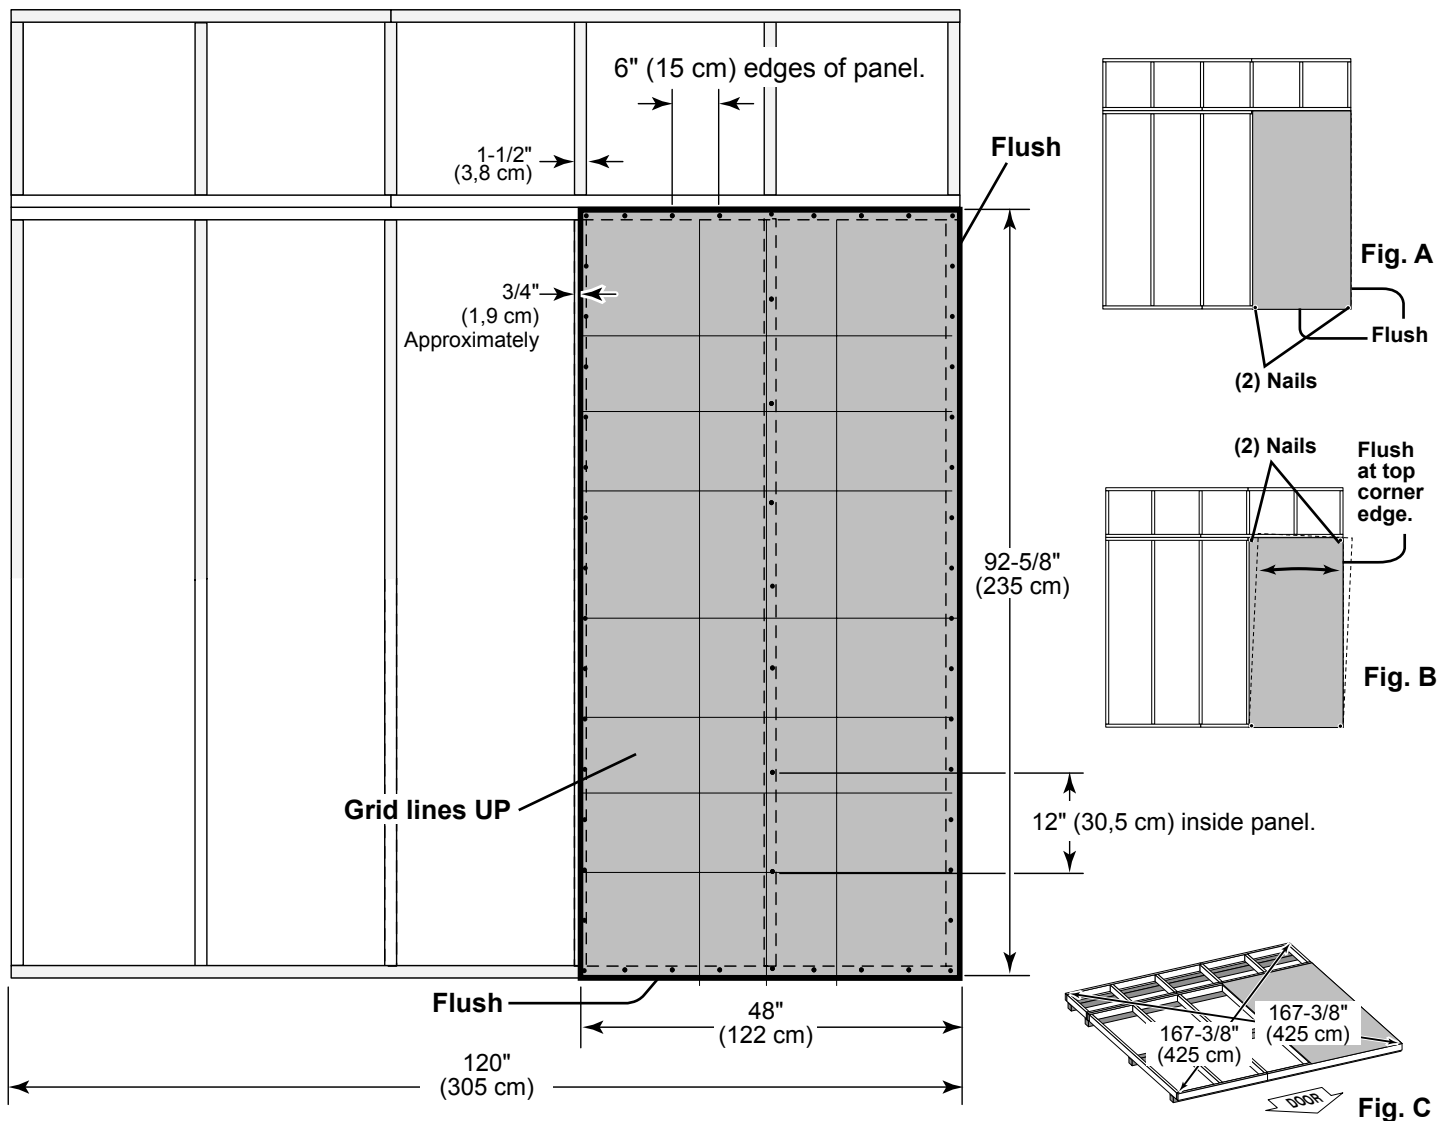 6" (15 cm) edges of panel.
1-1/2"
(3,8 cm)
Flush
3/4"
(1,9 cm)
Approximately
92-5/8"
(235 cm)
Grid lines UP
12" (30,5 cm) inside panel.
Flush
48"
(122 cm)
120"
(305 cm)
Fig. A
Flush
(2) Nails
(2) Nails
Flush
at top
corner
edge.
Fig. B
167-3/8"
(425 cm)
167-3/8"
(425 cm)
DOOR
Fig. C